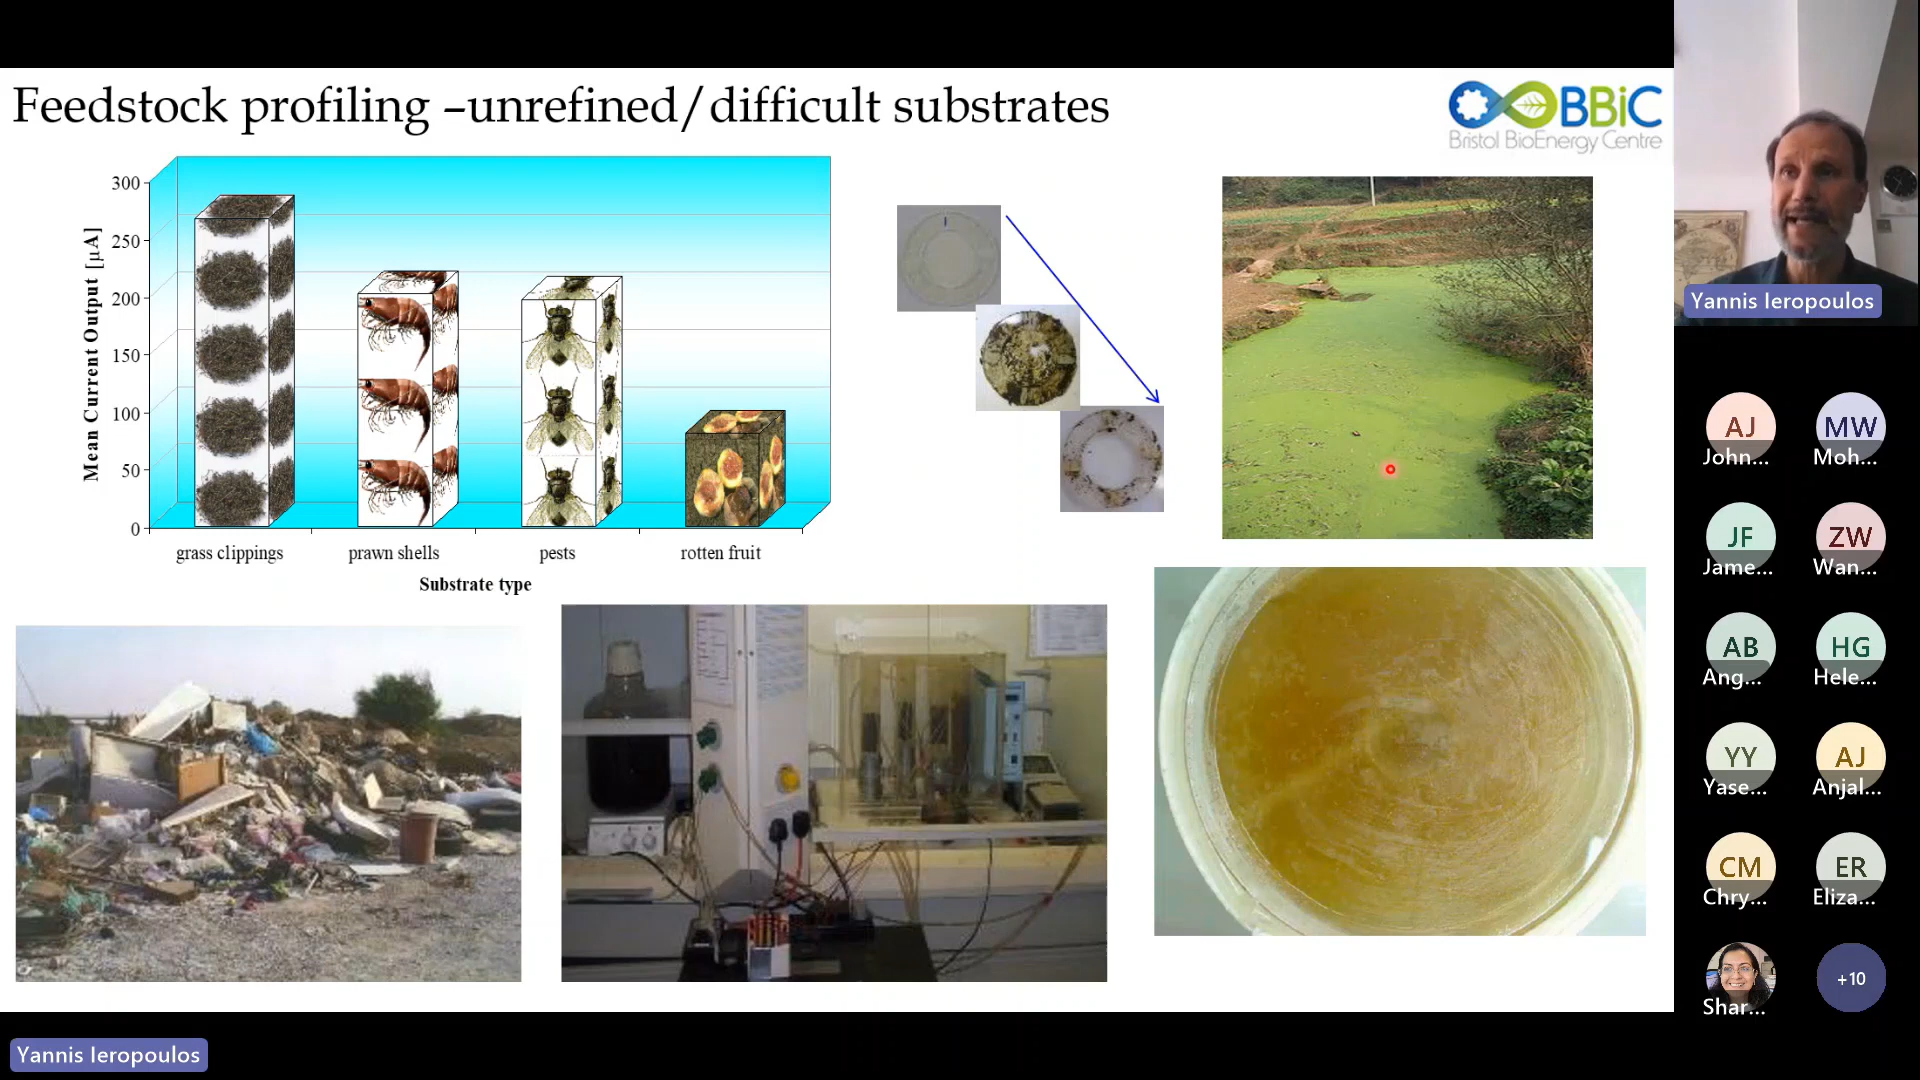 Feedstock profiling –unrefined/difficult substrates
BBiC
Bristol BioEnergy Centre
Mean Current Output [µA]
300
250
200
150
100
50
0
grass clippings
prawn shells
pests
rotten fruit
Substrate type
Yannis Ieropoulos
AJ
John...
MW
Moh...
JF
Jame...
ZW
Wan...
AB
Ang...
HG
Hele...
YY
Yase...
AJ
Anjal...
CM
Chry...
ER
Eliza...
Shar...
+10
Yannis Ieropoulos